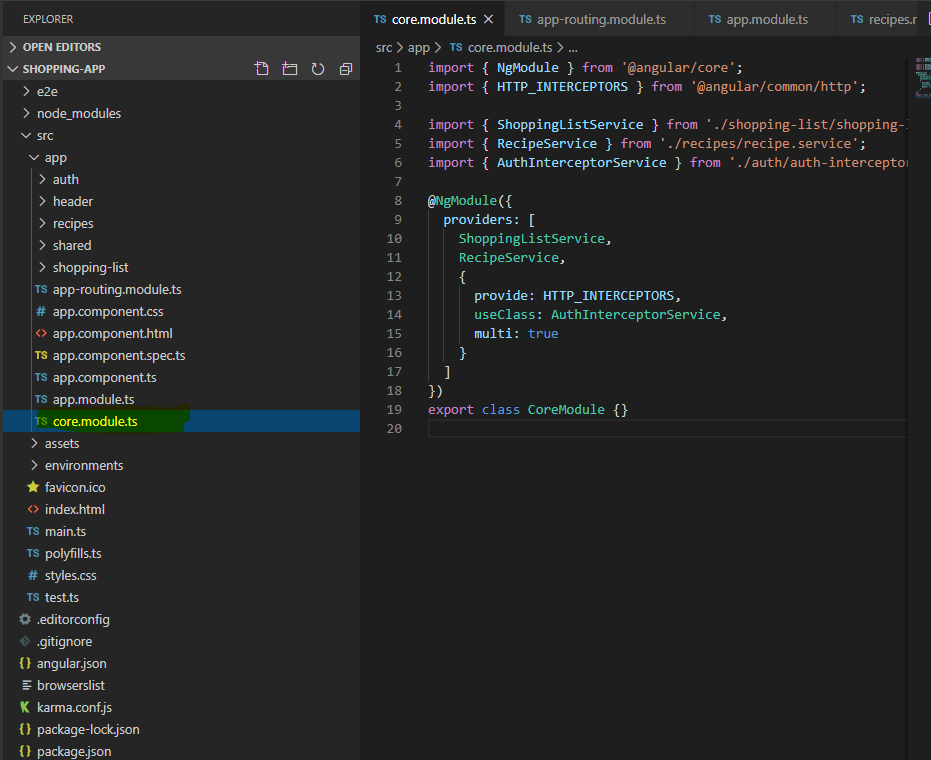 EXPLORER
OPEN EDITORS
SHOPPING-APP
e2e
node_modules
src
app
auth
header
recipes
shared
shopping-list
TS app-routing.module.ts
# app.component.css
<> app.component.html
TS app.component.spec.ts
TS app.component.ts
TS app.module.ts
TS core.module.ts
assets
environments
favicon.ico
<> index.html
TS main.ts
TS polyfills.ts
# styles.css
TS test.ts
.editorconfig
.gitignore
{} angular.json
browserslist
karma.conf.js
{} package-lock.json
{} package.json
TS core.module.ts TS app-routing.module.ts TS app.module.ts TS recipes.r
src > app > TS core.module.ts > ...
1 import { NgModule } from '@angular/core';
2 import { HTTP_INTERCEPTORS } from '@angular/common/http';
3
4 import { ShoppingListService } from './shopping-list/shopping-
5 import { RecipeService } from './recipes/recipe.service';
6 import { AuthInterceptorService } from './auth/auth-interceptor
7
8 @NgModule({
9 providers: [
10 ShoppingListService,
11 RecipeService,
12 {
13 provide: HTTP_INTERCEPTORS,
14 useClass: AuthInterceptorService,
15 multi: true
16 }
17 ]
18 })
19 export class CoreModule {}
20